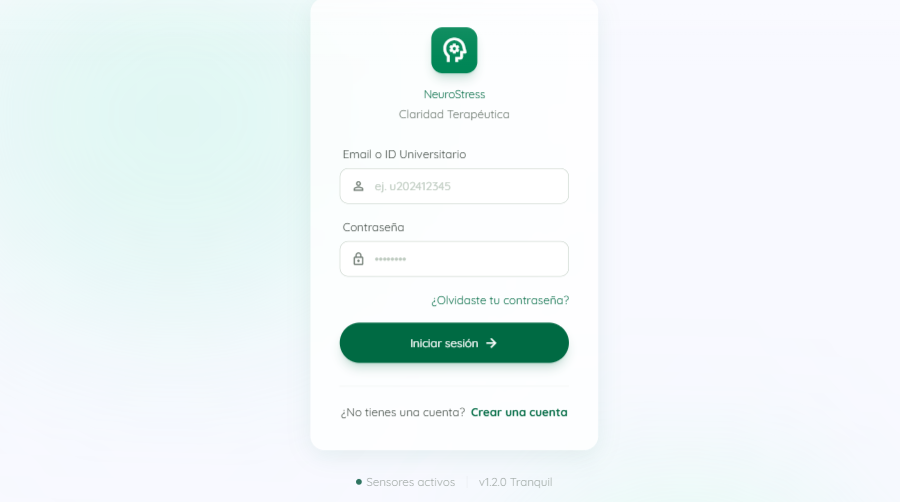 NeuroStress
Claridad Terapéutica
Email o ID Universitario
ej. u202412345
Contraseña
••••••••
¿Olvidaste tu contraseña?
Iniciar sesión →
¿No tienes una cuenta? Crear una cuenta
Sensores activos
v1.2.0 Tranquil